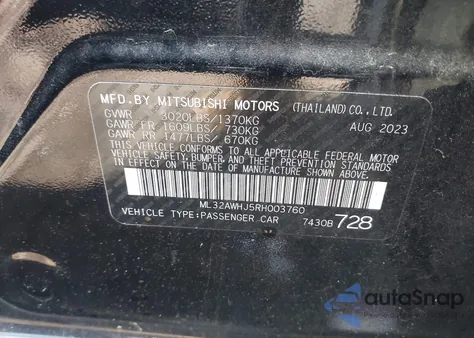 MFD.BY MITSUBISHI MOTORS (THAILAND) CO., LTD.
GVWR 3020LBS/1370KG AUG 2023
GAWR FR 1609LBS/ 730KG
GAWR RR 1477LBS/ 670KG
THIS VEHICLE CONFORMS TO ALL APPLICABLE FEDERAL MOTOR
VEHICLE SAFETY, BUMPER, AND THEFT PREVENTION STANDARDS
IN EFFECT ON THE DATE OF MANUFACTURE SHOWN ABOVE.
ML32AWHJ5RH003760
VEHICLE TYPE:PASSENGER CAR 7430B 728
autoSnap